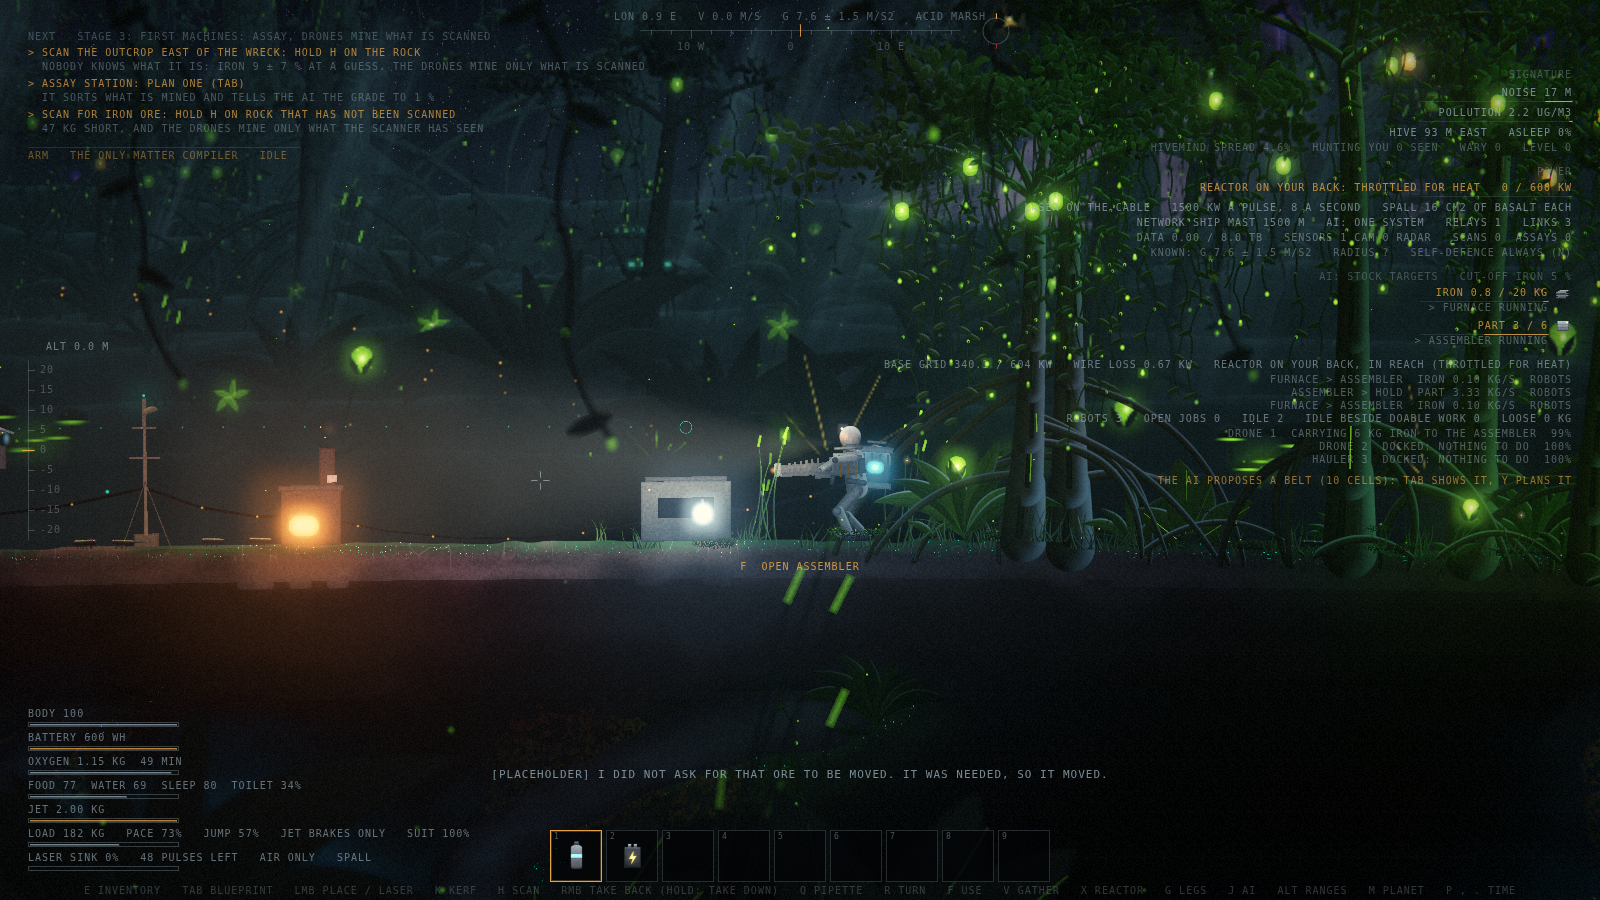 LON 0.9 E   V 0.0 M/S   G 7.6 ± 1.5 M/S2   ACID MARSH
10 W   0   10 E
NEXT   STAGE 3: FIRST MACHINES: ASSAY, DRONES MINE WHAT IS SCANNED
> SCAN THE OUTCROP EAST OF THE WRECK: HOLD H ON THE ROCK
NOBODY KNOWS WHAT IT IS: IRON 9 ± 7 % AT A GUESS. THE DRONES MINE ONLY WHAT IS SCANNED
> ASSAY STATION: PLAN ONE (TAB)
IT SORTS WHAT IS MINED AND TELLS THE AI THE GRADE TO 1 %
> SCAN FOR IRON ORE: HOLD H ON ROCK THAT HAS NOT BEEN SCANNED
47 KG SHORT, AND THE DRONES MINE ONLY WHAT THE SCANNER HAS SEEN
ARM   THE ONLY MATTER COMPILER   IDLE
SIGNATURE
NOISE 17 M
POLLUTION 2.2 UG/M3
HIVE 93 M EAST   ASLEEP 0%
HIVEMIND SPREAD 4.6%   HUNTING YOU 0 SEEN   WARY 0   LEVEL 0
POWER
REACTOR ON YOUR BACK: THROTTLED FOR HEAT   0 / 600 KW
ON THE CABLE   1500 KW A PULSE, 8 A SECOND   SPALL 16 CM2 OF BASALT EACH
NETWORK SHIP MAST 1500 M   AI: ONE SYSTEM   RELAYS 1   LINKS 3
DATA 0.00 / 8.0 TB   SENSORS 1 CAM 0 RADAR   SCANS 0   ASSAYS 0
KNOWN: G 7.6 ± 1.5 M/S2   RADIUS ?   SELF-DEFENCE ALWAYS (N)
AI: STOCK TARGETS   CUT-OFF IRON 5 %
IRON 0.8 / 20 KG
> FURNACE RUNNING
PART 3 / 6
> ASSEMBLER RUNNING
BASE GRID 340. / 604 KW   WIRE LOSS 0.67 KW   REACTOR ON YOUR BACK, IN REACH (THROTTLED FOR HEAT)
FURNACE > ASSEMBLER  IRON 0.10 KG/S  ROBOTS
ASSEMBLER > HOLD  PART 3.33 KG/S  ROBOTS
FURNACE > ASSEMBLER  IRON 0.10 KG/S  ROBOTS
ROBOTS 3   OPEN JOBS 0   IDLE 2   IDLE BESIDE DOABLE WORK 0   LOOSE 0 KG
DRONE 1  CARRYING 6 KG IRON TO THE ASSEMBLER  99%
DRONE 2  DOCKED: NOTHING TO DO  100%
HAULER 3  DOCKED: NOTHING TO DO  100%
THE AI PROPOSES A BELT (10 CELLS): TAB SHOWS IT, Y PLANS IT
ALT 0.0 M
20
15
10
5
0
-5
-10
-15
-20
F  OPEN ASSEMBLER
[PLACEHOLDER] I DID NOT ASK FOR THAT ORE TO BE MOVED. IT WAS NEEDED, SO IT MOVED.
BODY 100
BATTERY 600 WH
OXYGEN 1.15 KG  49 MIN
FOOD 77  WATER 69  SLEEP 80  TOILET 34%
JET 2.00 KG
LOAD 182 KG   PACE 73%   JUMP 57%   JET BRAKES ONLY   SUIT 100%
LASER SINK 0%   48 PULSES LEFT   AIR ONLY   SPALL
1 2 3 4 5 6 7 8 9
E INVENTORY   TAB BLUEPRINT   LMB PLACE / LASER   K KERF   H SCAN   RMB TAKE BACK (HOLD: TAKE DOWN)   Q PIPETTE   R TURN   F USE   V GATHER   X REACTOR   G LEGS   J AI   ALT RANGES   M PLANET   P , . TIME